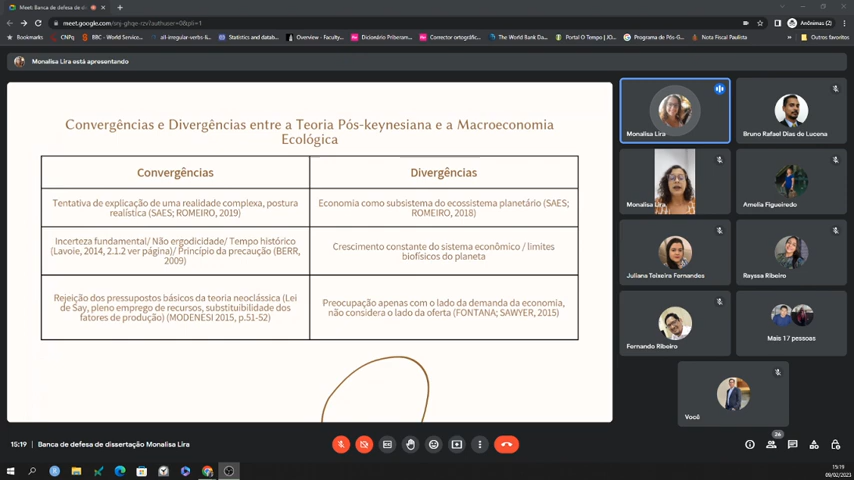 Meet: Banca de defesa de dis
meet.google.com/snj-ghqe-rzv?authuser=0&pli=1
Anônimas (2)
Bookmarks CNPq BBC - World Service... all-irregular-verbs-&... Statistics and datab... Overview - Faculty... Dicionário Priberam... Corrector ortográfic... The World Bank Da... Portal O TEMPO | JO... Programa de Pós-G... Nota Fiscal Paulista » Outros favoritos
Monalisa Lira está apresentando
Convergências e Divergências entre a Teoria Pós-keynesiana e a Macroeconomia
Ecológica
Convergências
Divergências
Tentativa de explicação de uma realidade complexa, postura
realística (SAES; ROMEIRO, 2019)
Economia como subsistema do ecossistema planetário (SAES;
ROMEIRO, 2018)
Incerteza fundamental/ Não ergodicidade/ Tempo histórico
(Lavoie, 2014, 2.1.2 ver página)/ Princípio da precaução (BERR,
2009)
Crescimento constante do sistema econômico / limites
biofísicos do planeta
Rejeição dos pressupostos básicos da teoria neoclássica (Lei
de Say, pleno emprego de recursos, substituibilidade dos
fatores de produção) (MODENESI 2015, p.51-52)
Preocupação apenas com o lado da demanda da economia,
não considera o lado da oferta (FONTANA; SAWYER, 2015)
Monalisa Lira
Bruno Rafael Dias de Lucena
Monalisa Lira
Amelia Figueiredo
Juliana Teixeira Fernandes
Rayssa Ribeiro
Fernando Ribeiro
Mais 17 pessoas
Você
15:19 Banca de defesa de dissertação Monalisa Lira
26
15:19
09/02/2023